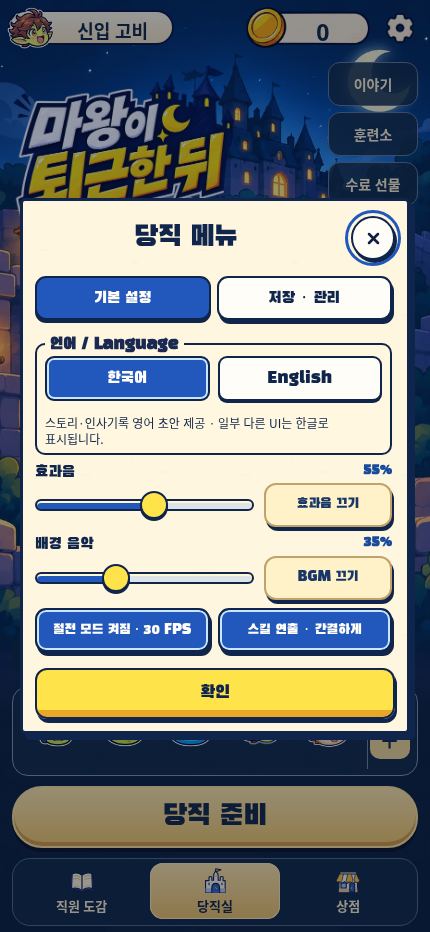 신입 고비
0
이야기
훈련소
수료 선물
마왕이
퇴근한 뒤
당직 메뉴
×
기본 설정
저장 · 관리
언어 / Language
한국어
English
스토리·인사기록 영어 초안 제공 · 일부 다른 UI는 한글로
표시됩니다.
효과음
55%
효과음 끄기
배경 음악
35%
BGM 끄기
절전 모드 켜짐 · 30 FPS
스킬 연출 · 간결하게
확인
당직 준비
직원 도감
당직실
상점